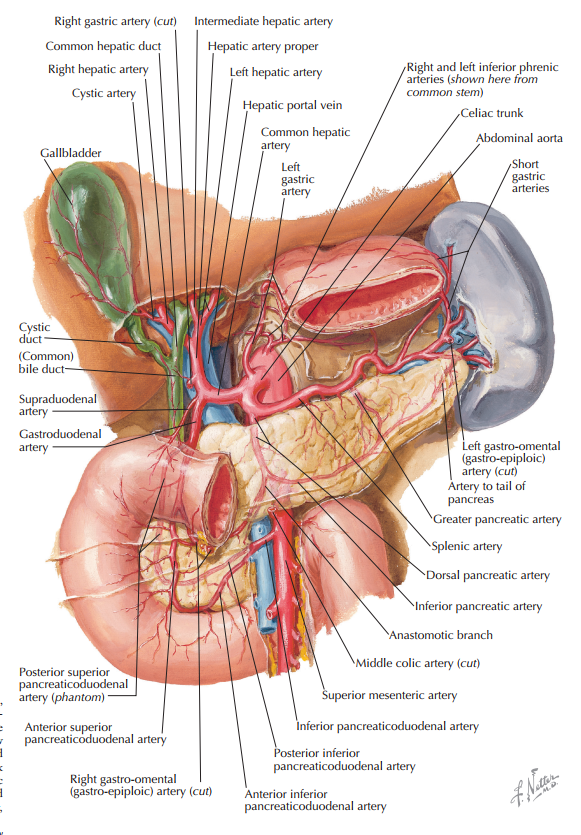 Right gastric artery (cut)
Intermediate hepatic artery
Common hepatic duct
Hepatic artery proper
Right hepatic artery
Left hepatic artery
Right and left inferior phrenic
arteries (shown here from
common stem)
Cystic artery
Hepatic portal vein
Celiac trunk
Common hepatic
artery
Abdominal aorta
Gallbladder
Left
gastric
artery
Short
gastric
arteries
Cystic
duct
(Common)
bile duct
Supraduodenal
artery
Gastroduodenal
artery
Left gastro-omental
(gastro-epiploic)
artery (cut)
Artery to tail of
pancreas
Greater pancreatic artery
Splenic artery
Dorsal pancreatic artery
Inferior pancreatic artery
Anastomotic branch
Middle colic artery (cut)
Posterior superior
pancreaticoduodenal
artery (phantom)
Superior mesenteric artery
Anterior superior
pancreaticoduodenal artery
Inferior pancreaticoduodenal artery
Posterior inferior
pancreaticoduodenal artery
Right gastro-omental
(gastro-epiploic) artery (cut)
Anterior inferior
pancreaticoduodenal artery
F. Netter
M.D.